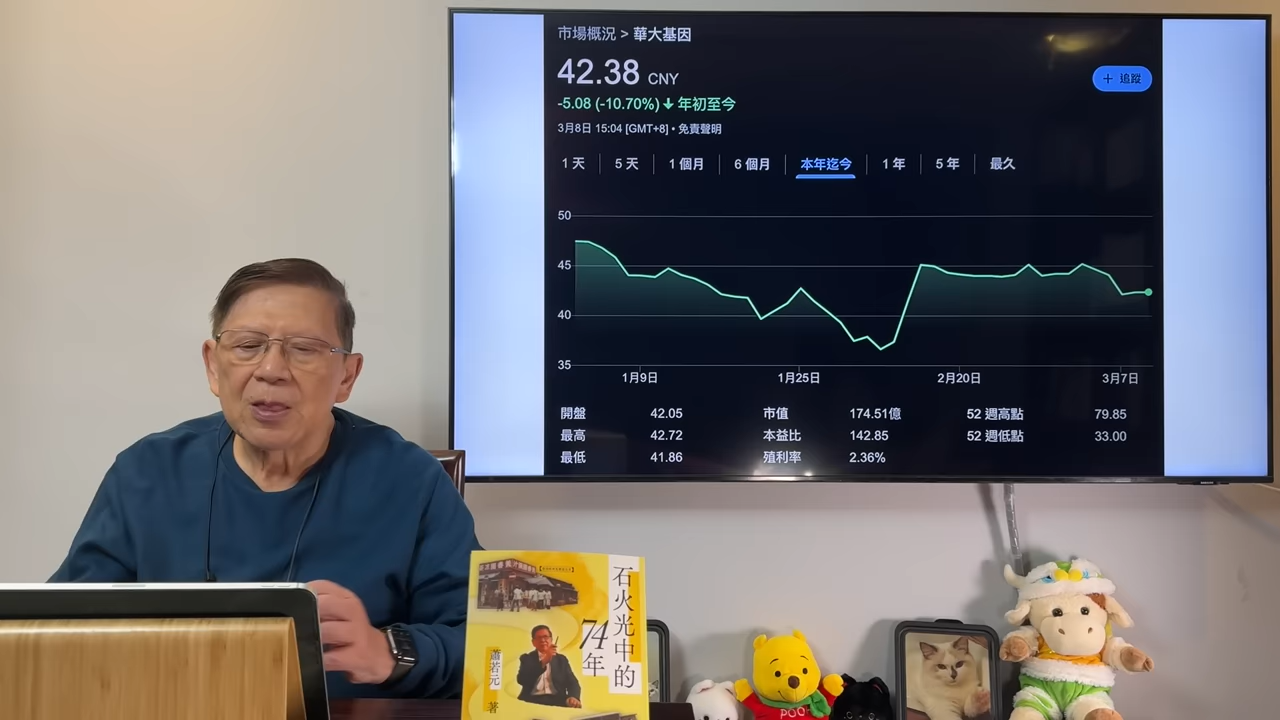 市場概況 > 華大基因
42.38 CNY
+ 追蹤
-5.08 (-10.70%) ↓ 年初至今
3月8日 15:04 [GMT+8] • 免責聲明
1 天 5 天 1 個月 6 個月 本年迄今 1 年 5 年 最久
50
45
40
35
1月9日 1月25日 2月20日 3月7日
開盤 42.05 市值 174.51億 52 週高點 79.85
最高 42.72 本益比 142.85 52 週低點 33.00
最低 41.86 殖利率 2.36%
石火光中的
74年
蕭若元 著
POOH